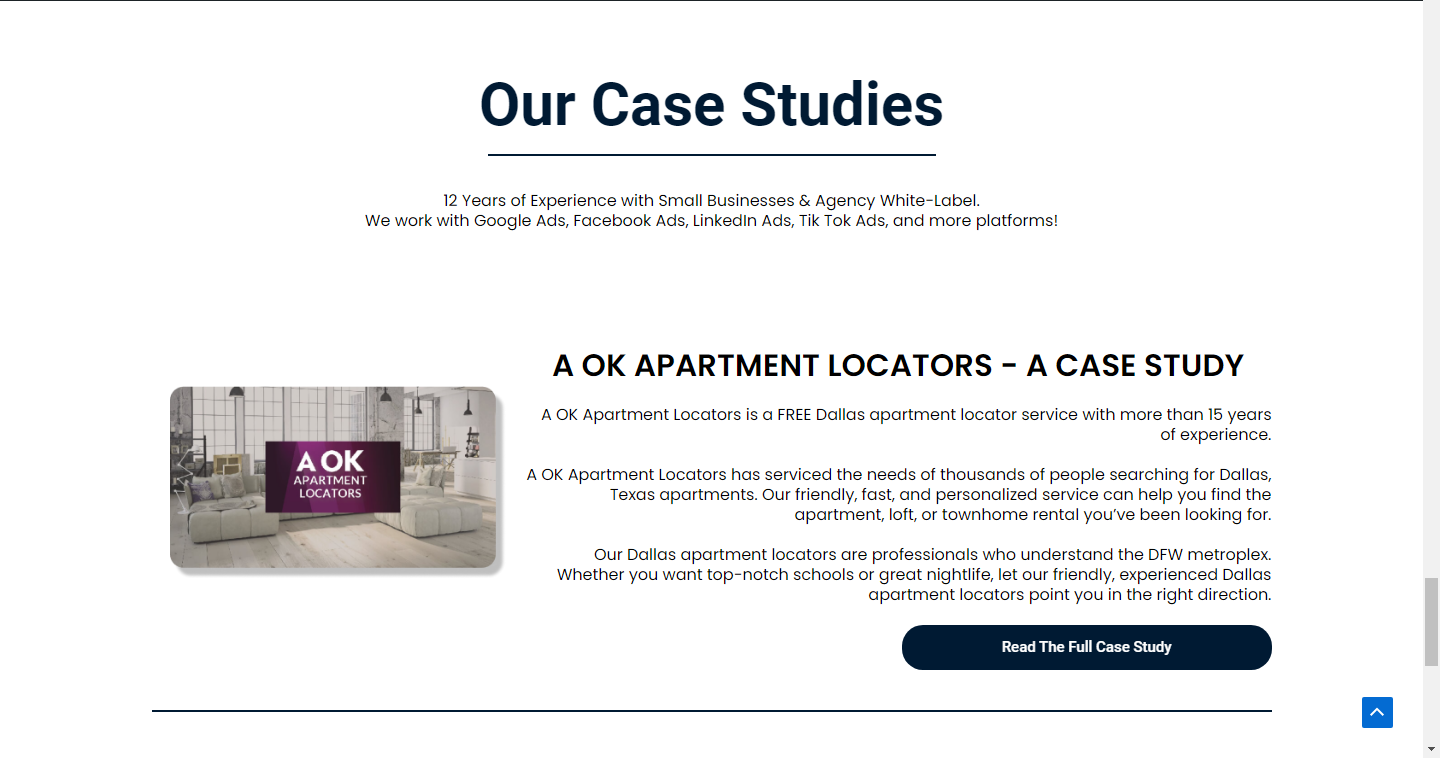 Our Case Studies
12 Years of Experience with Small Businesses & Agency White-Label.
We work with Google Ads, Facebook Ads, LinkedIn Ads, Tik Tok Ads, and more platforms!
A OK
APARTMENT
LOCATORS
A OK APARTMENT LOCATORS - A CASE STUDY
A OK Apartment Locators is a FREE Dallas apartment locator service with more than 15 years
of experience.
A OK Apartment Locators has serviced the needs of thousands of people searching for Dallas,
Texas apartments. Our friendly, fast, and personalized service can help you find the
apartment, loft, or townhome rental you’ve been looking for.
Our Dallas apartment locators are professionals who understand the DFW metroplex.
Whether you want top-notch schools or great nightlife, let our friendly, experienced Dallas
apartment locators point you in the right direction.
Read The Full Case Study